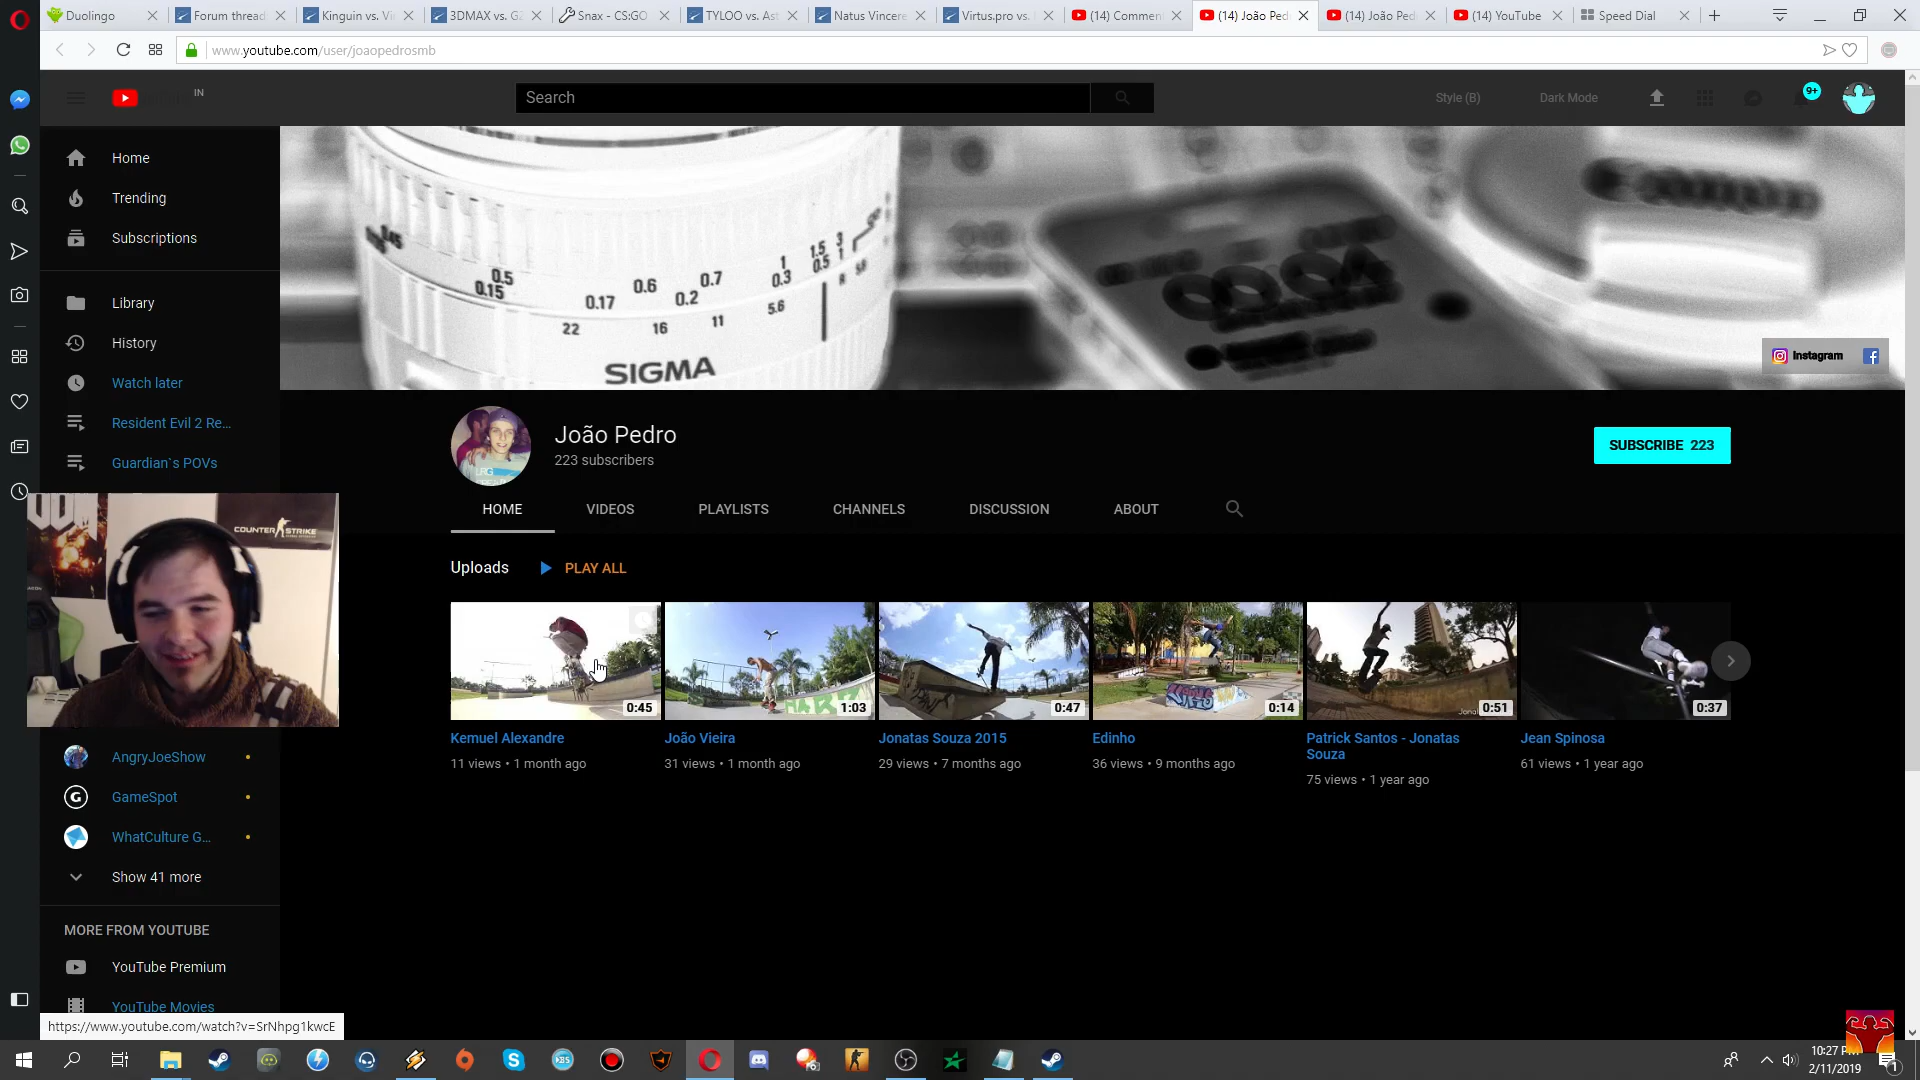 Duolingo
Forum thread
Kinguin vs. Vi
3DMAX vs. G2
Snax - CS:GO
TYLOO vs. Ast
Natus Vincere
Virtus.pro vs.
(14) Comment
(14) João Ped
(14) João Ped
(14) YouTube
Speed Dial
www.youtube.com/user/joaopedrosmb
IN
Search
Style (B)
Dark Mode
9+
Home
Trending
Subscriptions
Library
History
Watch later
Resident Evil 2 Re...
Guardian`s POVs
0.45
0.5
0.15
0.17
0.6
0.2
0.7
1
0.3
1.5
0.5
3
1
22
16
11
5.6
R
SIGMA
Instagram
João Pedro
223 subscribers
SUBSCRIBE 223
HOME
VIDEOS
PLAYLISTS
CHANNELS
DISCUSSION
ABOUT
COUNTER STRIKE
Uploads
PLAY ALL
0:45
1:03
0:47
0:14
0:51
0:37
Kemuel Alexandre
11 views • 1 month ago
João Vieira
31 views • 1 month ago
Jonatas Souza 2015
29 views • 7 months ago
Edinho
36 views • 9 months ago
Patrick Santos - Jonatas
Souza
75 views • 1 year ago
Jean Spinosa
61 views • 1 year ago
AngryJoeShow
GameSpot
WhatCulture G...
Show 41 more
MORE FROM YOUTUBE
YouTube Premium
YouTube Movies
https://www.youtube.com/watch?v=SrNhpg1kwcE
10:27 P
2/11/2019
1